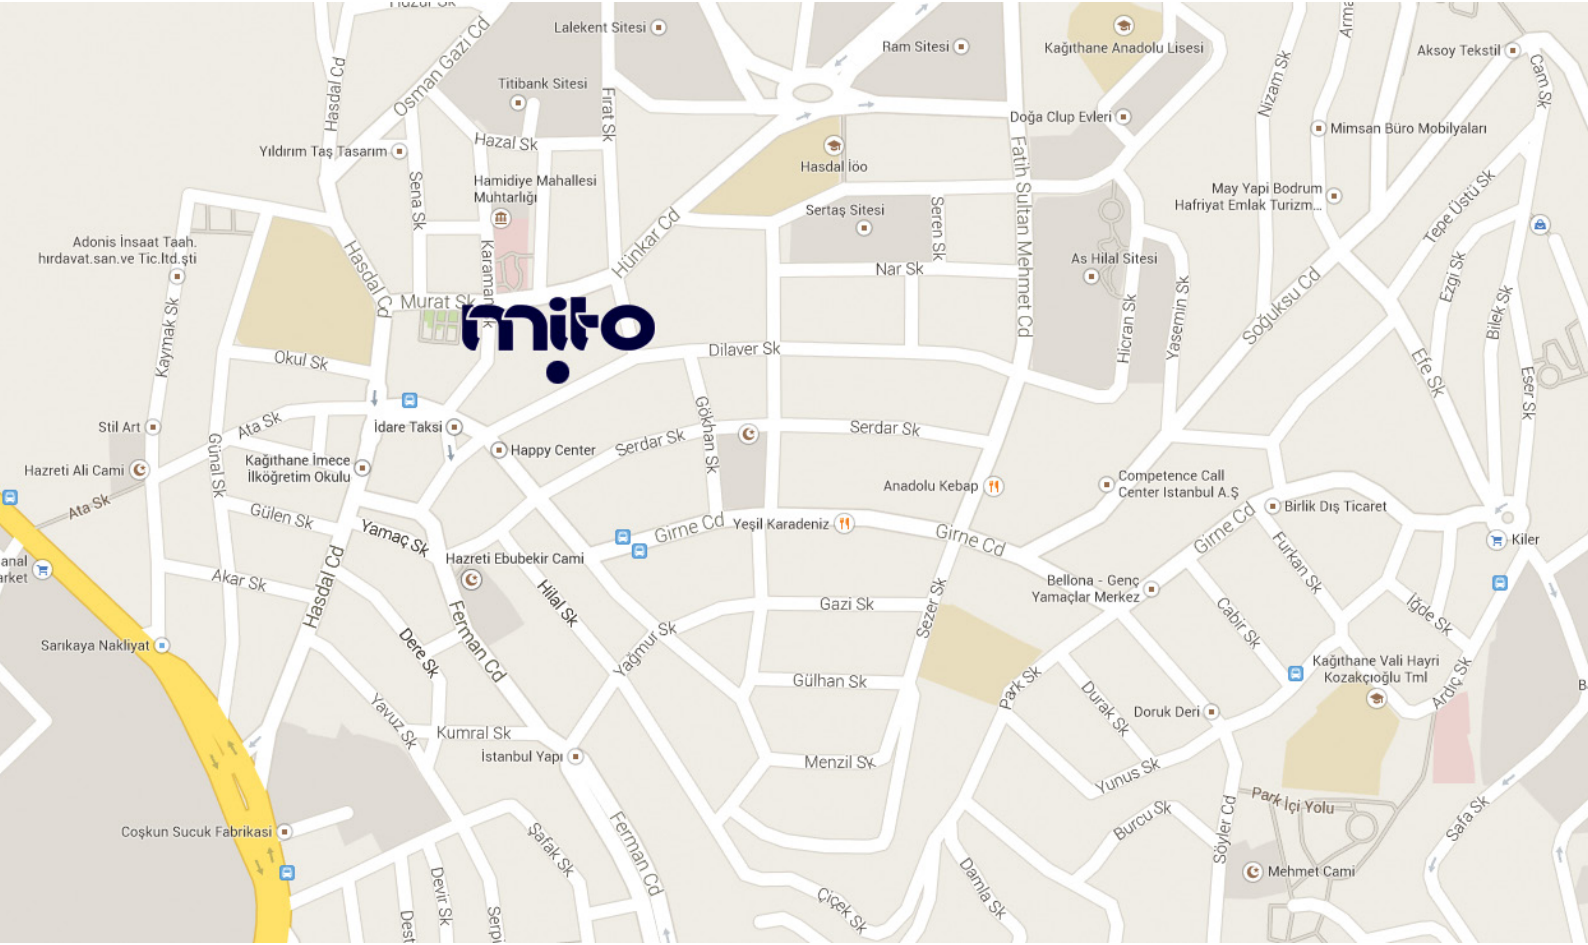 Huzur Sk
Lalekent Sitesi
Ram Sitesi
Kağıthane Anadolu Lisesi
Aksoy Tekstil
Hasdal Cd
Osman Gazi Cd
Titibank Sitesi
Fırat Sk
Nizam Sk
Cam Sk
Doğa Clup Evleri
Mimsan Büro Mobilyaları
Yıldırım Taş Tasarım
Hazal Sk
Hasdal İöo
Fatih Sultan Mehmet Cd
Hamidiye Mahallesi
Muhtarlığı
Sena Sk
May Yapi Bodrum
Hafriyat Emlak Turizm...
Tepe Üstü Sk
Sertaş Sitesi
Seren Sk
Adonis İnsaat Taah.
hırdavat.san.ve Tic.ltd.şti
Hasdal Cd
Karaman
Hünkar Cd
Nar Sk
As Hilal Sitesi
Ezgi Sk
Murat Sk
mito
Kaymak Sk
Hicran Sk
Yasemin Sk
Soğuksu Cd
Bilek Sk
Okul Sk
Dilaver Sk
Efe Sk
Eser Sk
Stil Art
Ata Sk
İdare Taksi
Gökhan Sk
Serdar Sk
Serdar Sk
Happy Center
Hazreti Ali Cami
Günal Sk
Kağıthane İmece
İlköğretim Okulu
Anadolu Kebap
Competence Call
Center Istanbul A.Ş
Ata Sk
Gülen Sk
Yamaç Sk
Girne Cd
Yeşil Karadeniz
Girne Cd
Girne Cd
Birlik Dış Ticaret
Kiler
Hazreti Ebubekir Cami
Furkan Sk
Akar Sk
Hasdal Cd
Hilal Sk
Bellona - Genç
Yamaçlar Merkez
Gazi Sk
Sezer Sk
Cabir Sk
İğde Sk
Sarıkaya Nakliyat
Dere Sk
Ferman Cd
Yağmur Sk
Kağıthane Vali Hayri
Kozakçıoğlu Tml
Gülhan Sk
Park Sk
Ardıç Sk
Yavuz Sk
Durak Sk
Doruk Deri
Kumral Sk
İstanbul Yapı
Menzil Sk
Yunus Sk
Park İçi Yolu
Coşkun Sucuk Fabrikası
Şafak Sk
Ferman Cd
Burcu Sk
Söyler Cd
Safa Sk
Mehmet Cami
Devir Sk
Çiçek Sk
Damla Sk